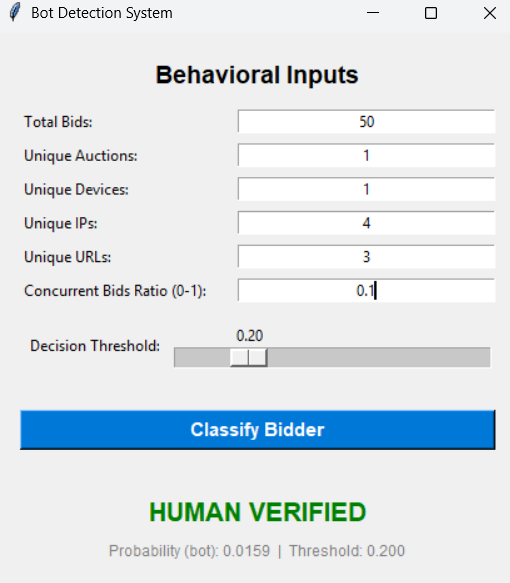 Bot Detection System
Behavioral Inputs
Total Bids: 50
Unique Auctions: 1
Unique Devices: 1
Unique IPs: 4
Unique URLs: 3
Concurrent Bids Ratio (0-1): 0.1
0.20
Decision Threshold:
Classify Bidder
HUMAN VERIFIED
Probability (bot): 0.0159 | Threshold: 0.200